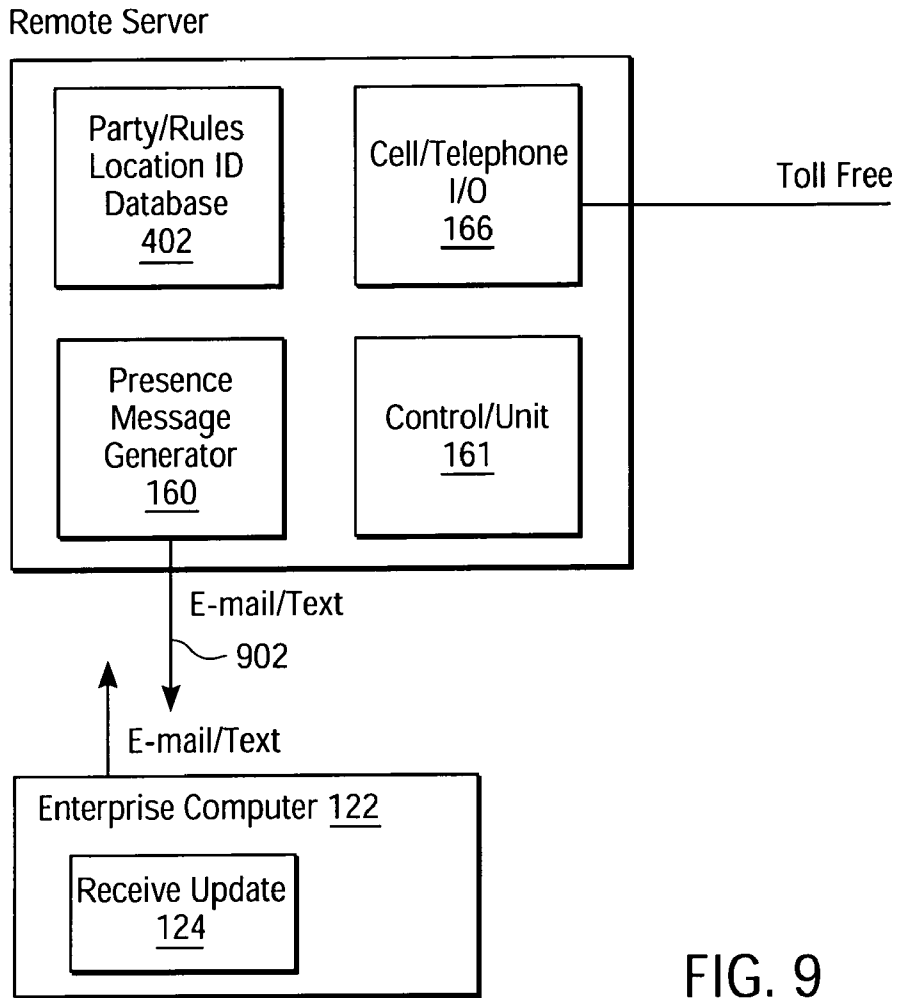 Remote Server
Party/Rules
Location ID
Database
402
Cell/Telephone
I/O
166
Toll Free
Presence
Message
Generator
160
Control/Unit
161
E-mail/Text
902
E-mail/Text
Enterprise Computer 122
Receive Update
124
FIG. 9